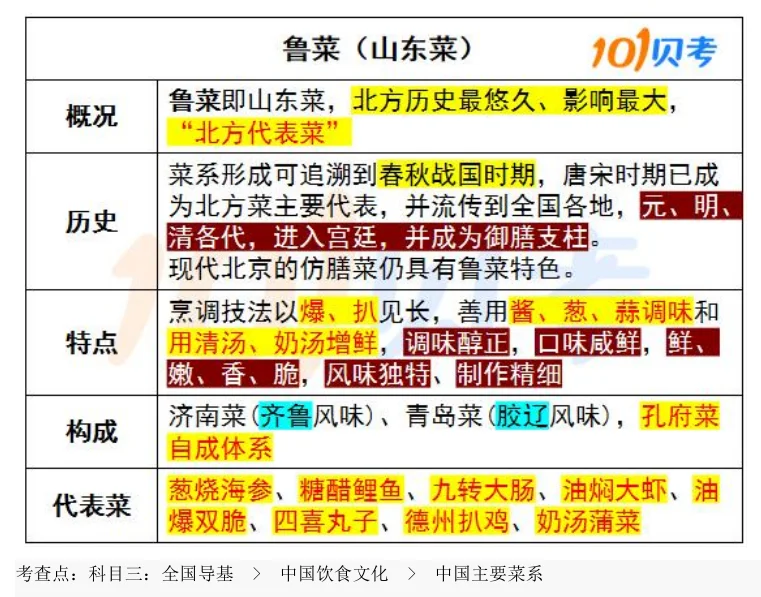 鲁菜（山东菜）
101贝考
概况
鲁菜即山东菜，北方历史最悠久、影响最大，
“北方代表菜”
历史
菜系形成可追溯到春秋战国时期，唐宋时期已成
为北方菜主要代表，并流传到全国各地，元、明、
清各代，进入宫廷，并成为御膳支柱。
现代北京的仿膳菜仍具有鲁菜特色。
特点
烹调技法以爆、扒见长，善用酱、葱、蒜调味和
用清汤、奶汤增鲜，调味醇正，口味咸鲜，鲜、
嫩、香、脆，风味独特、制作精细
构成
济南菜(齐鲁风味)、青岛菜(胶辽风味)，孔府菜
自成体系
代表菜
葱烧海参、糖醋鲤鱼、九转大肠、油焖大虾、油
爆双脆、四喜丸子、德州扒鸡、奶汤蒲菜
考查点：科目三：全国导基 > 中国饮食文化 > 中国主要菜系